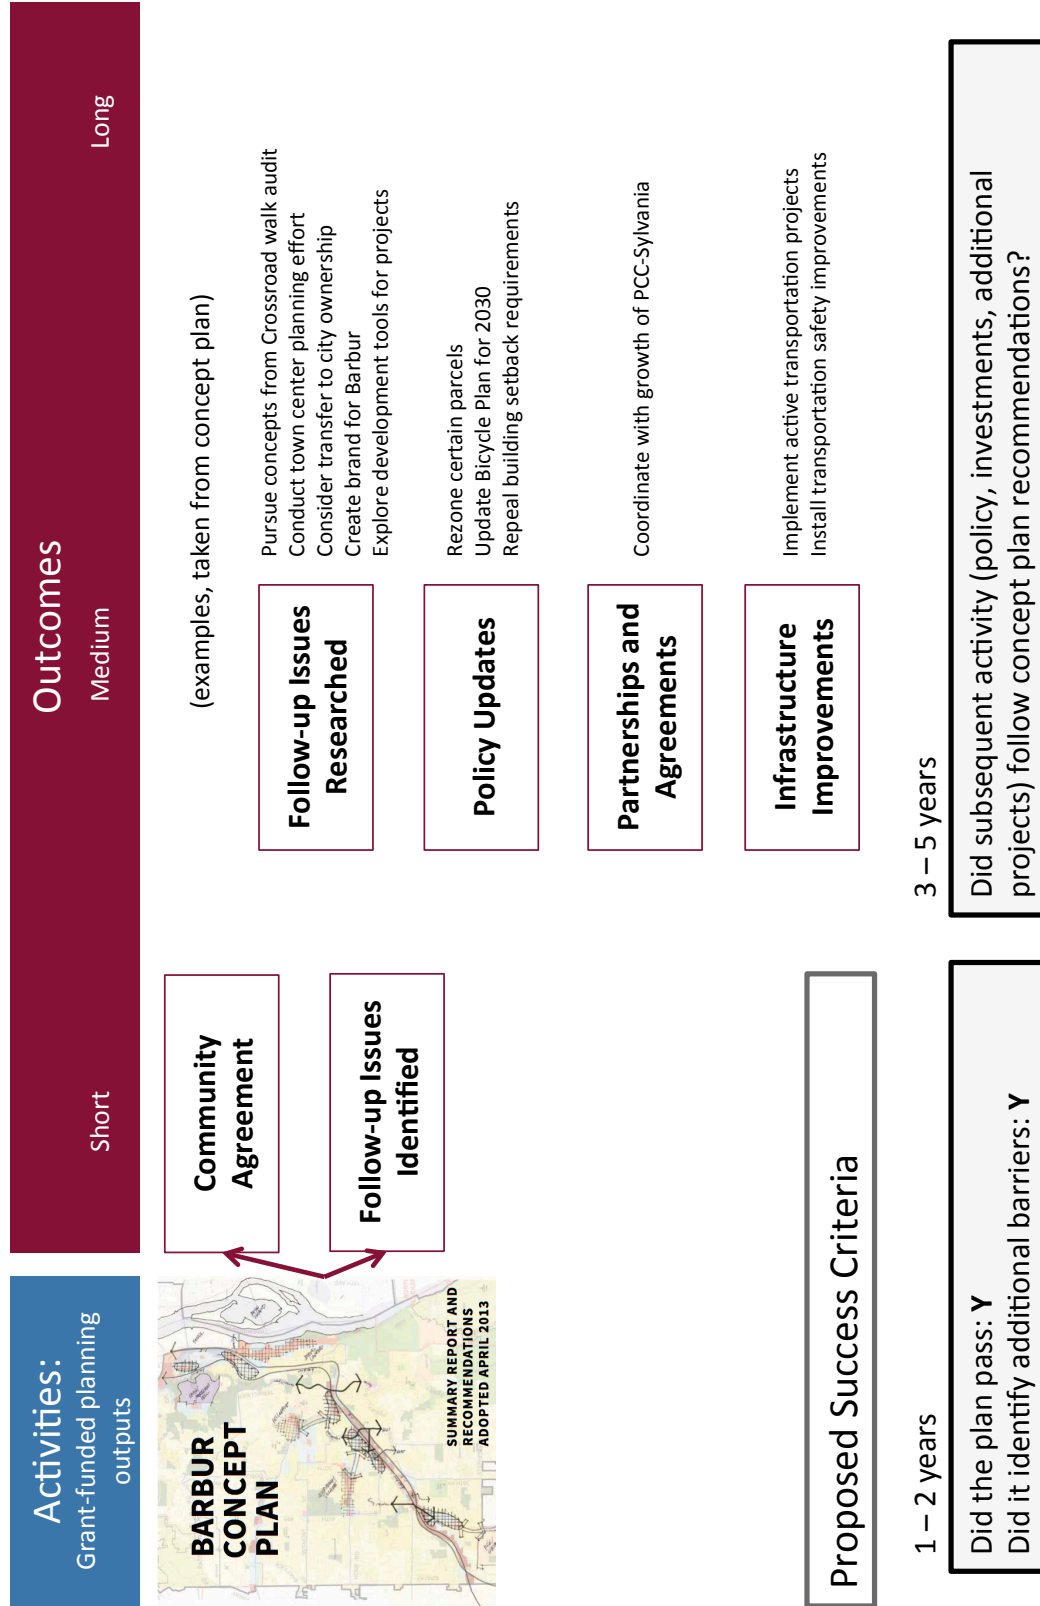 Activities:
Grant-funded planning
outputs
Outcomes
Short
Medium
Long
BARBUR
CONCEPT
PLAN
SUMMARY REPORT AND
RECOMMENDATIONS
ADOPTED APRIL 2013
Community
Agreement
Follow-up Issues
Identified
(examples, taken from concept plan)
Follow-up Issues
Researched
Pursue concepts from Crossroad walk audit
Conduct town center planning effort
Consider transfer to city ownership
Create brand for Barbur
Explore development tools for projects
Policy Updates
Rezone certain parcels
Update Bicycle Plan for 2030
Repeal building setback requirements
Partnerships and
Agreements
Coordinate with growth of PCC-Sylvania
Infrastructure
Improvements
Implement active transportation projects
Install transportation safety improvements
Proposed Success Criteria
1 – 2 years
Did the plan pass: Y
Did it identify additional barriers: Y
3 – 5 years
Did subsequent activity (policy, investments, additional
projects) follow concept plan recommendations?